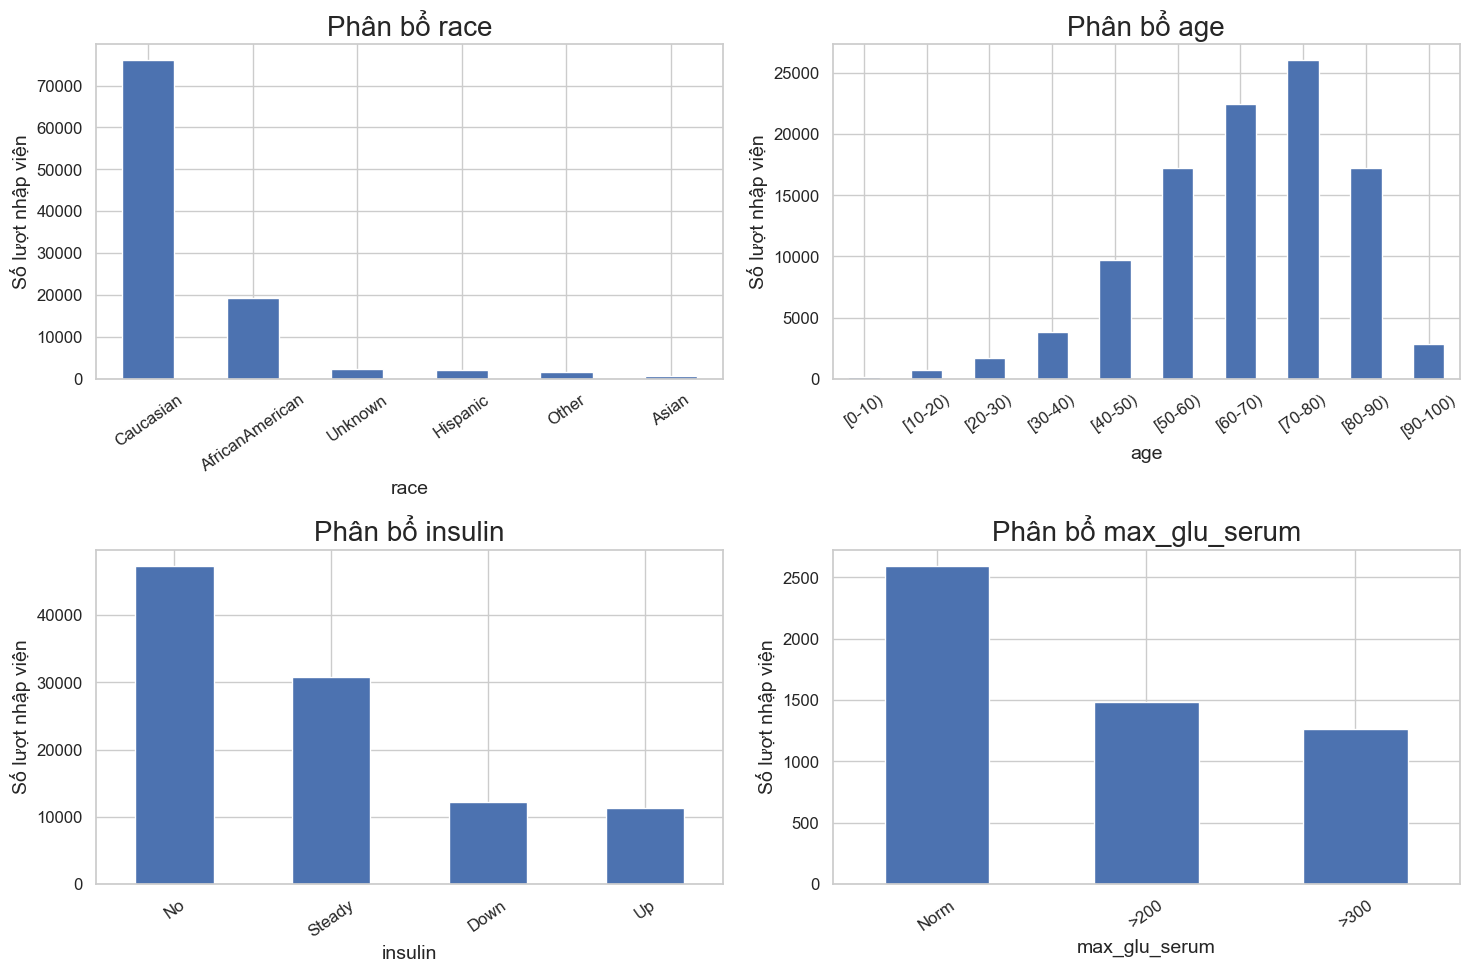 Phân bổ race
Số lượt nhập viện
70000
60000
50000
40000
30000
20000
10000
0
Caucasian
AfricanAmerican
Unknown
Hispanic
Other
Asian
race
Phân bổ age
Số lượt nhập viện
25000
20000
15000
10000
5000
0
[0-10)
[10-20)
[20-30)
[30-40)
[40-50)
[50-60)
[60-70)
[70-80)
[80-90)
[90-100)
age
Phân bổ insulin
Số lượt nhập viện
40000
30000
20000
10000
0
No
Steady
Down
Up
insulin
Phân bổ max_glu_serum
Số lượt nhập viện
2500
2000
1500
1000
500
0
Norm
>200
>300
max_glu_serum